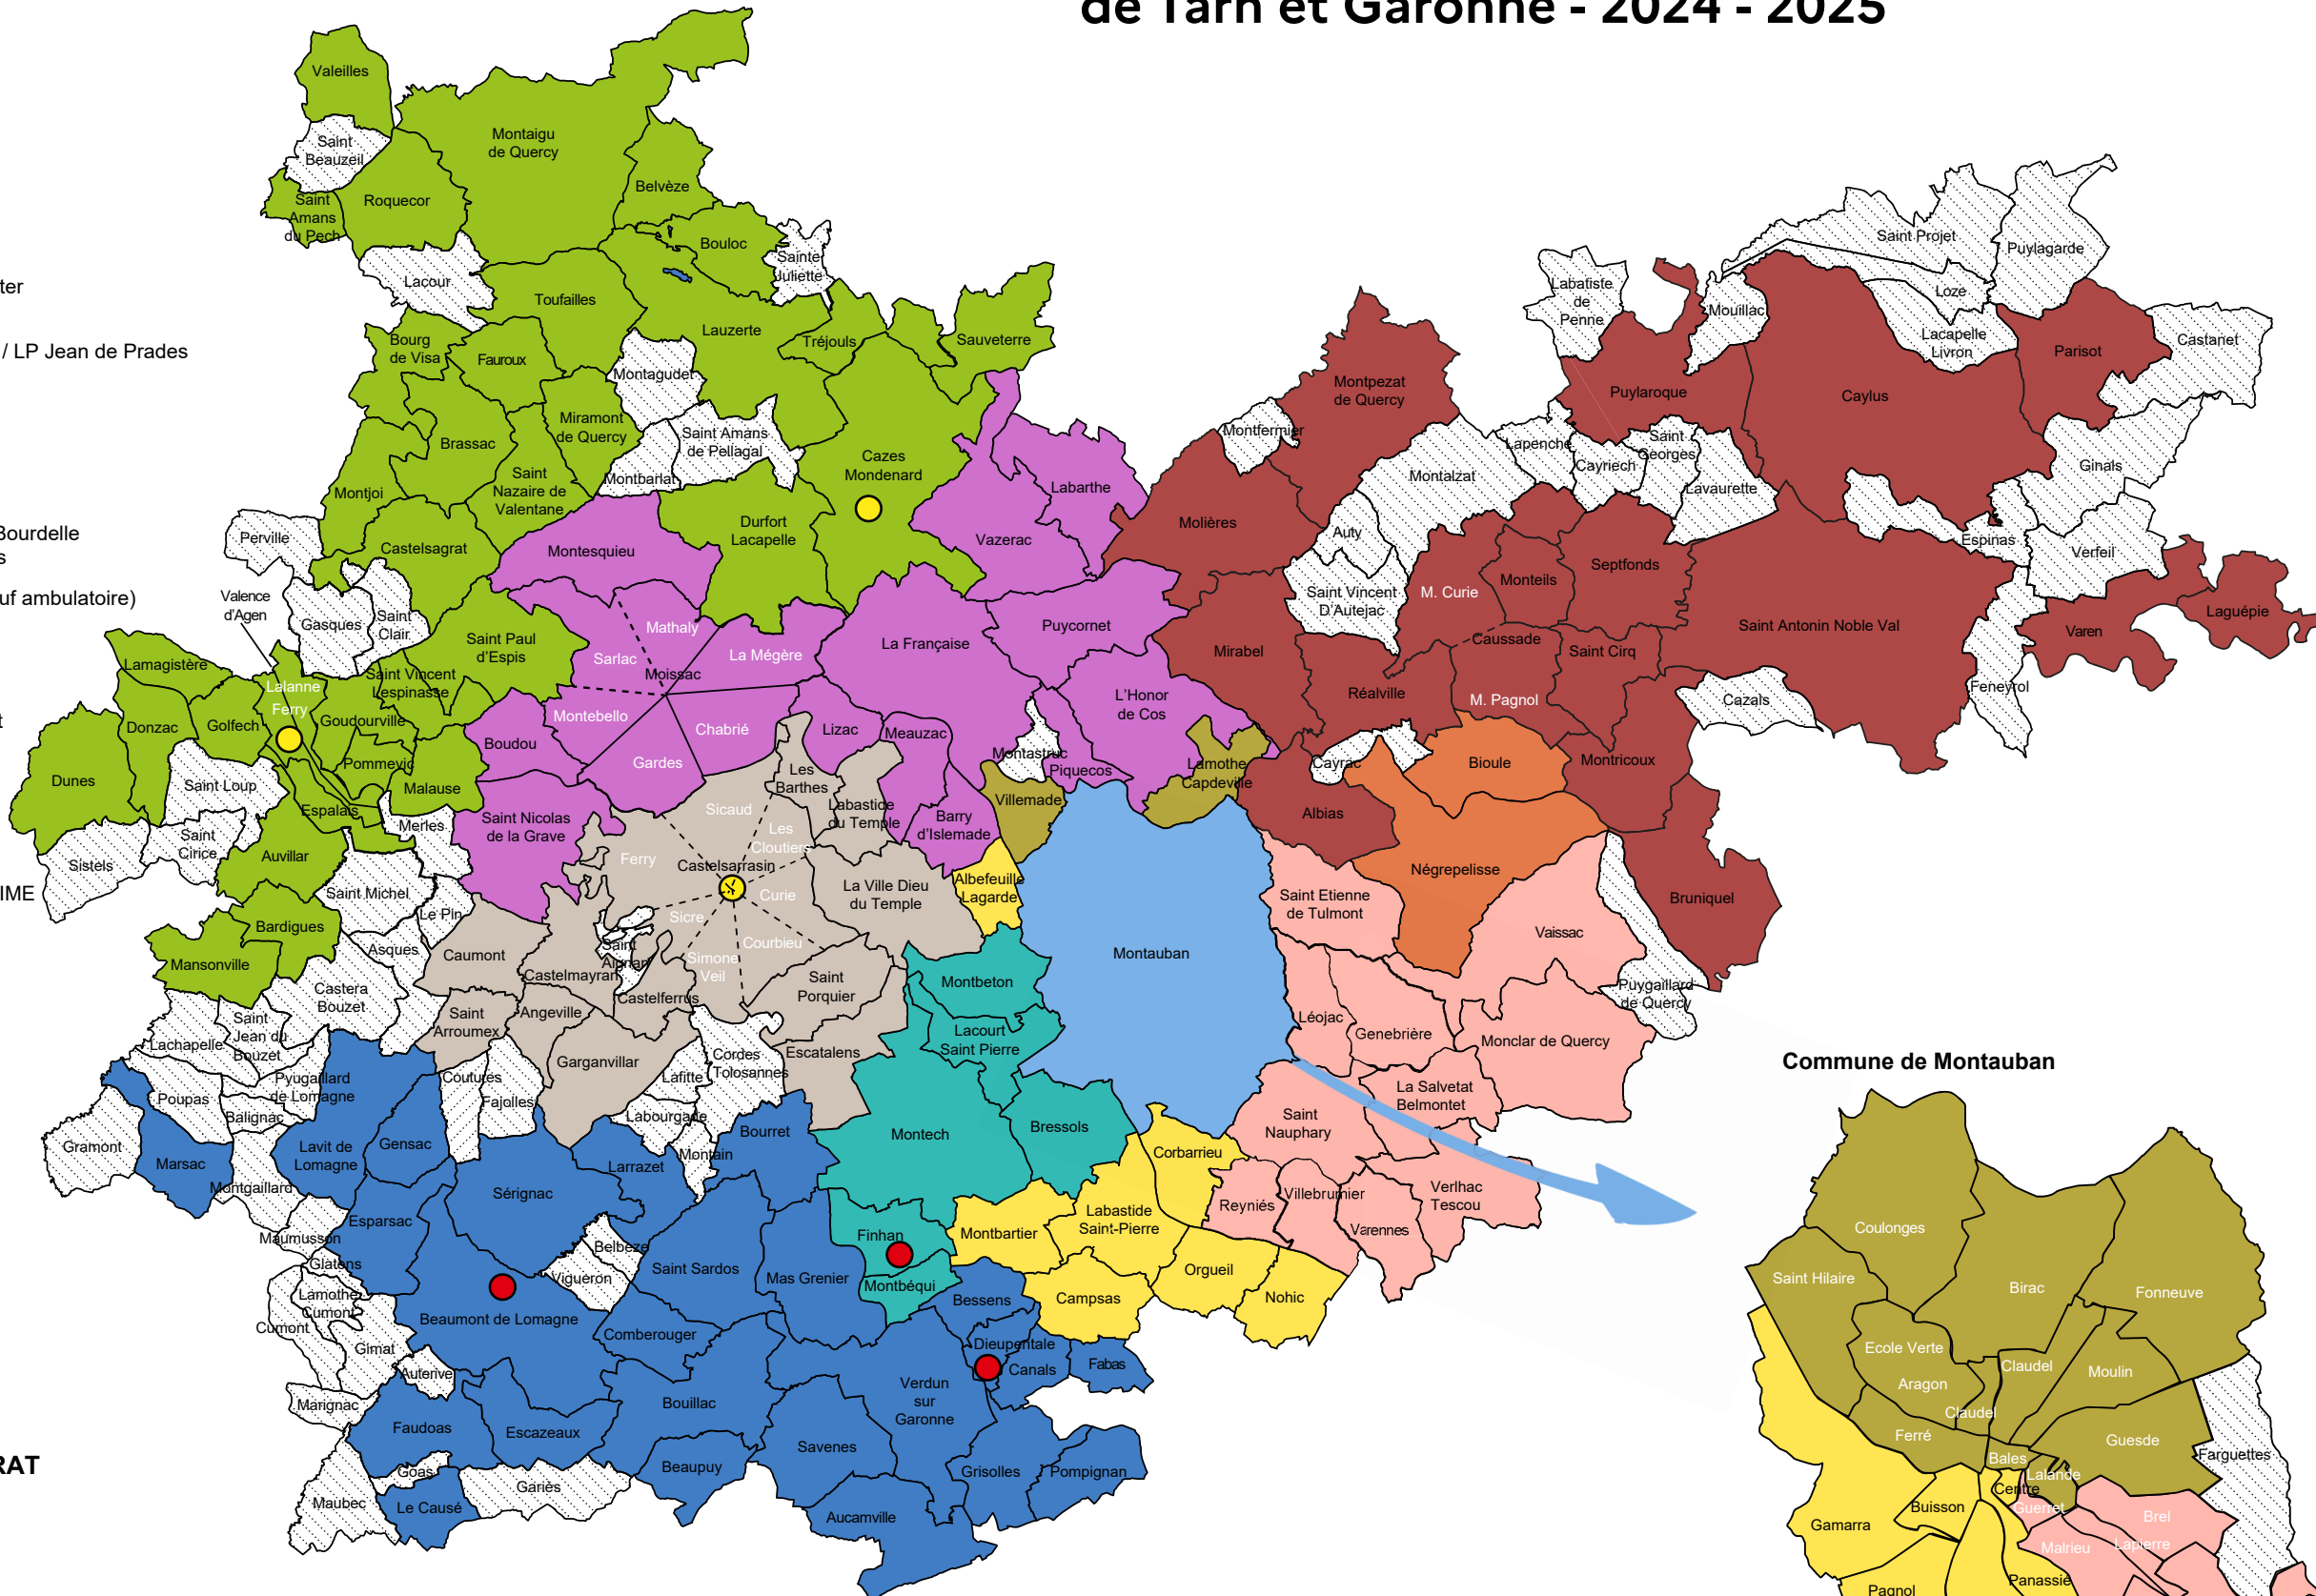 de Tarn et Garonne - 2024 - 2025
ter
/ LP Jean de Prades
Bourdelle
s
uf ambulatoire)
t
IME
RAT
Valeilles
Saint
Beauzeil
Saint
Amans
du Pech
Roquecor
Montaigu
de Quercy
Belvèze
Bouloc
Sainte
Juliette
Lacour
Toufailles
Lauzerte
Tréjouls
Sauveterre
Bourg
de Visa
Fauroux
Montagudet
Miramont
de Quercy
Brassac
Saint Amans
de Pellagal
Montbarlat
Cazes
Mondenard
Saint
Nazaire de
Valentane
Montjoi
Durfort
Lacapelle
Castelsagrat
Perville
Valence
d'Agen
Gasques
Saint
Clair
Saint Paul
d'Espis
Saint Vincent
Lespinasse
Lamagistère
Lalanne
Ferry
Donzac
Golfech
Goudourville
Pommevic
Malause
Dunes
Saint Loup
Espalais
Merles
Saint
Cirice
Sistels
Auvillar
Saint Michel
Le Pin
Bardigues
Asques
Mansonville
Castera
Bouzet
Montesquieu
Mathaly
Sarlac
La Mégère
Moissac
Montebello
Chabrié
Gardes
Boudou
Saint Nicolas
de la Grave
Lizac
Meauzac
La Française
Vazerac
Labarthe
Puycornet
L'Honor
de Cos
Montastruc
Piquecos
Barry
d'Islemade
Lamothe
Capdeville
Villemade
Albefeuille
Lagarde
Les
Barthes
Labastide
du Temple
Sicaud
Les
Cloutiers
Ferry
Castelsarrasin
Curie
Sicre
Courbieu
Simone
Veil
La Ville Dieu
du Temple
Saint
Aignan
Caumont
Castelmayran
Castelferrus
Saint
Porquier
Saint
Arroumex
Angeville
Garganvillar
Escatalens
Cordes
Tolosannes
Lafitte
Labourgade
Coutures
Fajolles
Lachapelle
Saint
Jean du
Bouzet
Pyugaillard
de Lomagne
Poupas
Balignac
Gramont
Marsac
Lavit de
Lomagne
Gensac
Montgaillard
Maumusson
Esparsac
Sérignac
Larrazet
Montain
Bourret
Glatens
Lamothe
Cumont
Cumont
Gimat
Belbèze
Vigueron
Saint Sardos
Mas Grenier
Beaumont de Lomagne
Comberouger
Auterive
Marignac
Faudoas
Escazeaux
Bouillac
Goas
Gariès
Beaupuy
Maubec
Le Causé
Savenes
Verdun
sur
Garonne
Aucamville
Bessens
Dieupentale
Canals
Fabas
Grisolles
Pompignan
Montbeton
Lacourt
Saint Pierre
Montech
Bressols
Finhan
Montbéqui
Montbartier
Labastide
Saint-Pierre
Corbarrieu
Campsas
Orgueil
Nohic
Montauban
Montpezat
de Quercy
Montfermier
Molières
Montalzat
Auty
Saint Vincent
D'Autejac
Lapenche
Cayriech
Saint
Georges
Lavaurette
Labatiste
de
Penne
Puylaroque
Mouillac
Saint Projet
Puylagarde
Loze
Lacapelle
Livron
Caylus
Parisot
Castanet
Ginals
Espinas
Verfeil
Varen
Laguépie
Feneyrol
M. Curie
Monteils
Septfonds
Caussade
M. Pagnol
Saint Cirq
Saint Antonin Noble Val
Mirabel
Réalville
Cayrac
Cazals
Montricoux
Bioule
Albias
Négrepelisse
Bruniquel
Saint Etienne
de Tulmont
Vaissac
Puygaillard
de Quercy
Léojac
Genebrière
Monclar de Quercy
La Salvetat
Belmontet
Saint
Nauphary
Reyniés
Villebrumier
Varennes
Verlhac
Tescou
Commune de Montauban
Coulonges
Saint Hilaire
Birac
Fonneuve
Ecole Verte
Aragon
Claudel
Claudel
Moulin
Ferré
Bales
Guesde
Farguettes
Lalande
Centre
Guerret
Buisson
Gamarra
Brel
Malrieu
Lapierre
Panassié
Pagnol